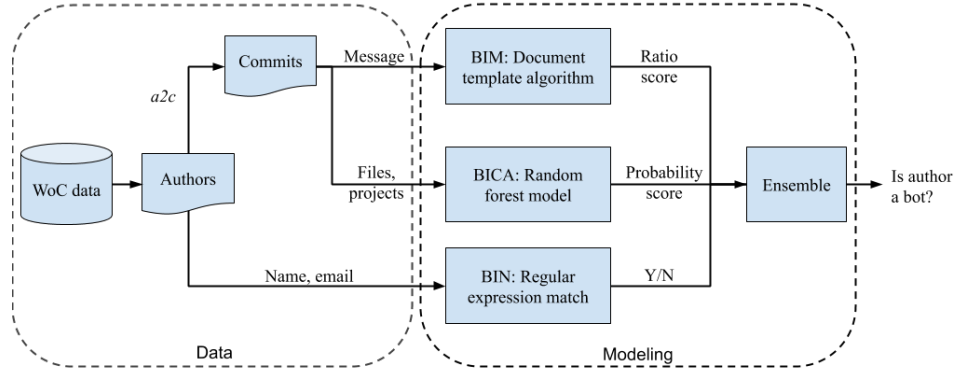 Commits
Message
BIM: Document
template algorithm
Ratio
score
a2c
WoC data
Authors
Files,
projects
BICA: Random
forest model
Probability
score
Ensemble
Is author
a bot?
Name, email
BIN: Regular
expression match
Y/N
Data
Modeling